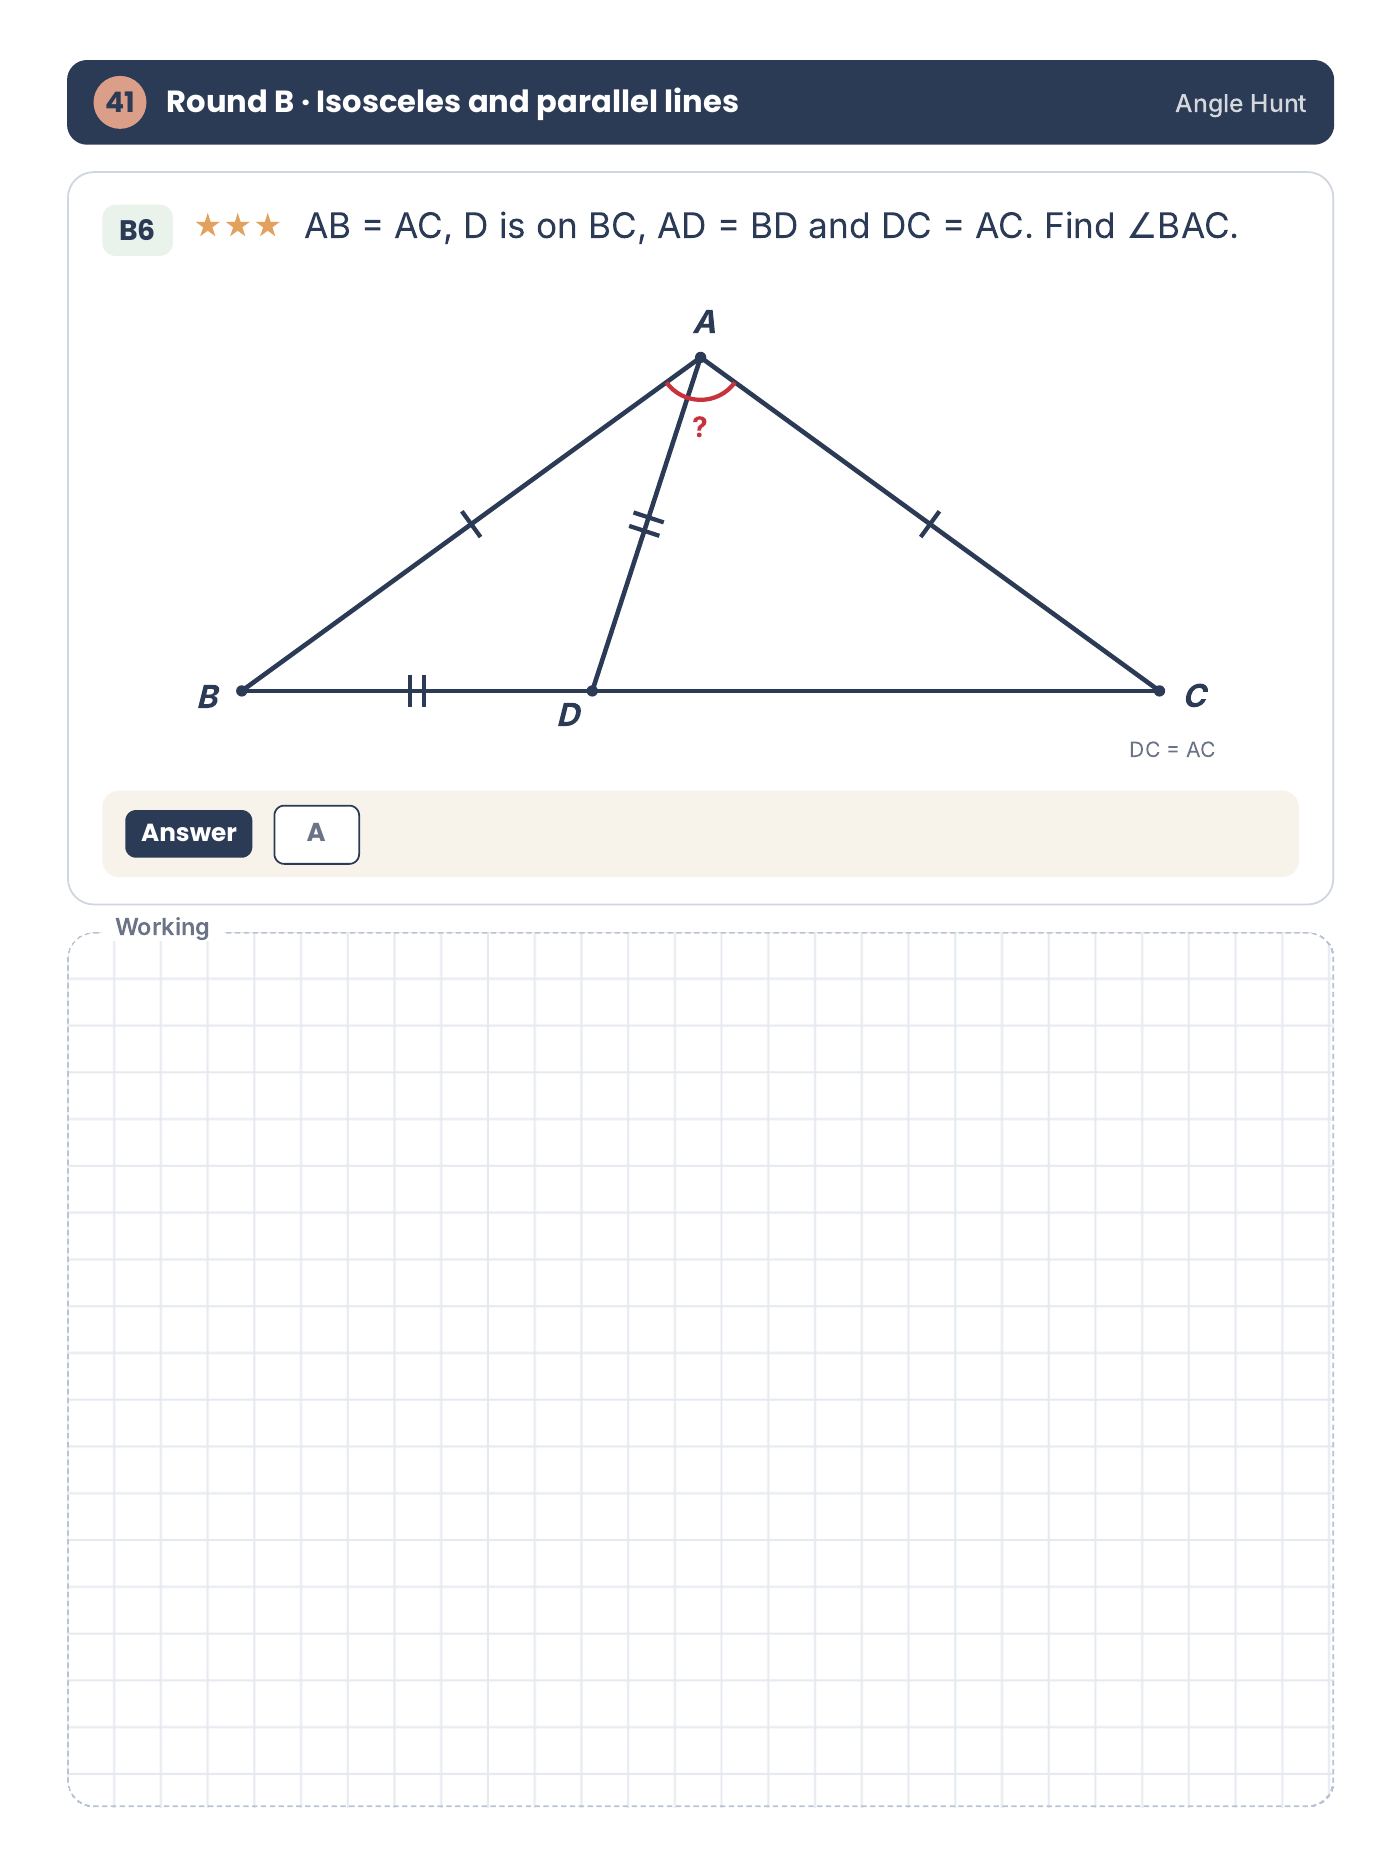 41 Round B · Isosceles and parallel lines Angle Hunt
B6 ★★★ AB = AC, D is on BC, AD = BD and DC = AC. Find ∠BAC.
A
?
B
D
C
DC = AC
Answer A
Working